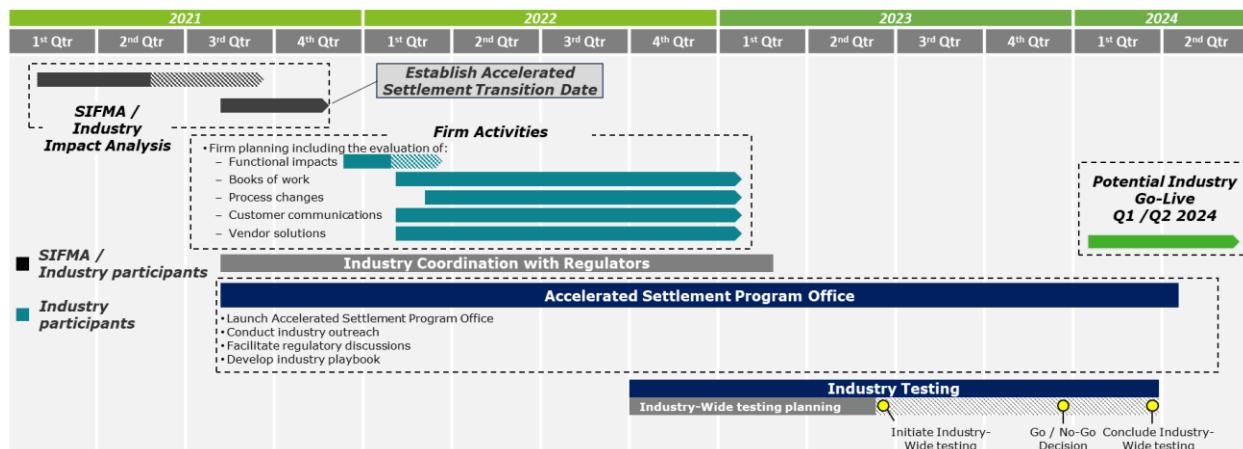 2021
2022
2023
2024
1st Qtr
2nd Qtr
3rd Qtr
4th Qtr
1st Qtr
2nd Qtr
3rd Qtr
4th Qtr
1st Qtr
2nd Qtr
3rd Qtr
4th Qtr
1st Qtr
2nd Qtr
Establish Accelerated
Settlement Transition Date
SIFMA /
Industry
Impact Analysis
Firm Activities
•Firm planning including the evaluation of:
– Functional impacts
– Books of work
– Process changes
– Customer communications
– Vendor solutions
Potential Industry
Go-Live
Q1 /Q2 2024
SIFMA /
Industry participants
Industry
participants
Industry Coordination with Regulators
Accelerated Settlement Program Office
•Launch Accelerated Settlement Program Office
•Conduct industry outreach
•Facilitate regulatory discussions
•Develop industry playbook
Industry Testing
Industry-Wide testing planning
Initiate Industry-
Wide testing
Go / No-Go
Decision
Conclude Industry-
Wide testing